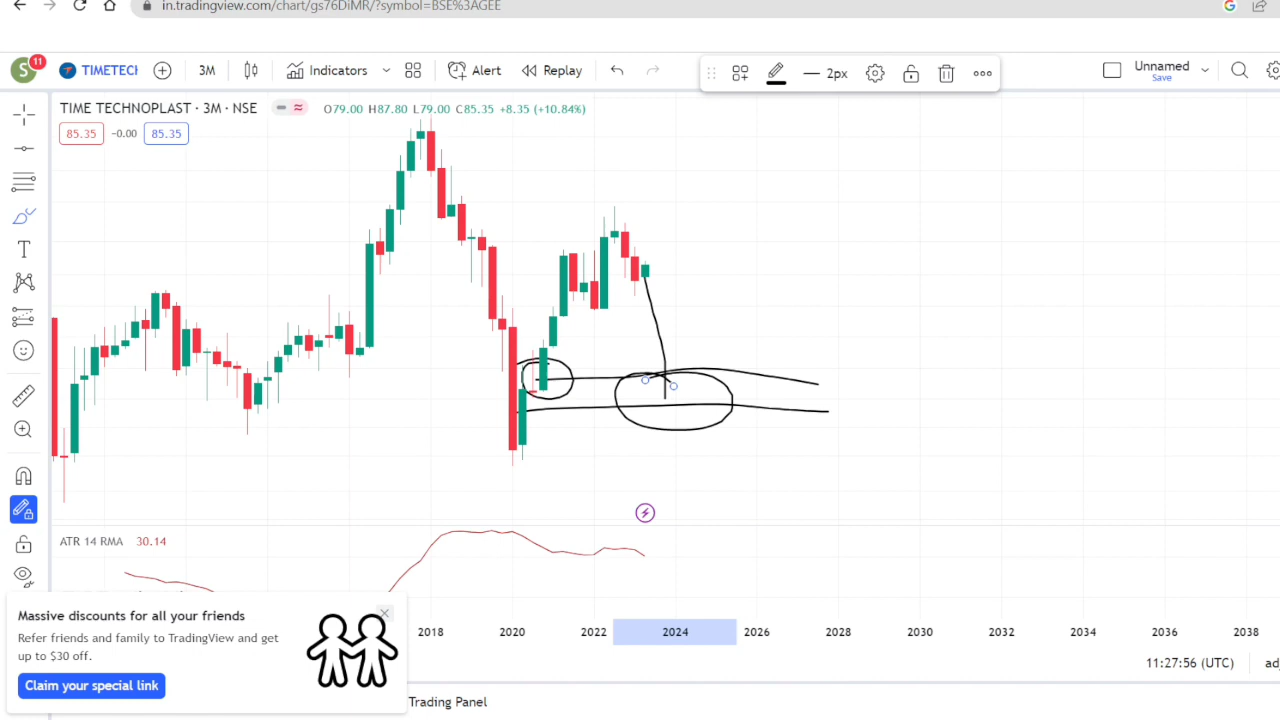 in.tradingview.com/chart/gs76DiMR/?symbol=BSE%3AGEE
S 11 TIMETECH 3M Indicators Alert Replay 2px Unnamed
Save
TIME TECHNOPLAST · 3M · NSE O79.00 H87.80 L79.00 C85.35 +8.35 (+10.84%)
85.35 -0.00 85.35
T
ATR 14 RMA 30.14
Massive discounts for all your friends
Refer friends and family to TradingView and get
up to $30 off.
Claim your special link
2018 2020 2022 2024 2026 2028 2030 2032 2034 2036 2038
11:27:56 (UTC)
Trading Panel